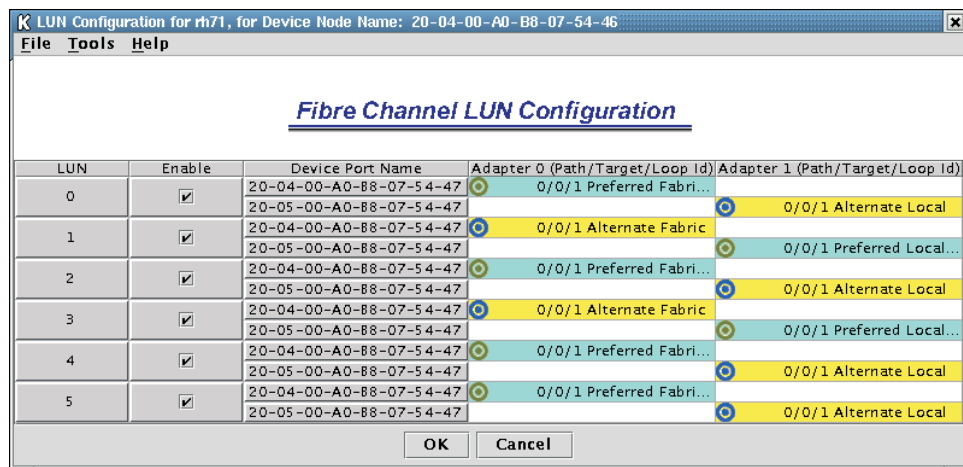 LUN Configuration for rh71, for Device Node Name: 20-04-00-A0-B8-07-54-46
File Tools Help
Fibre Channel LUN Configuration
LUN Enable Device Port Name Adapter 0 (Path/Target/Loop Id) Adapter 1 (Path/Target/Loop Id)
0 20-04-00-A0-B8-07-54-47 0/0/1 Preferred Fabri...
20-05-00-A0-B8-07-54-47 0/0/1 Alternate Local
1 20-04-00-A0-B8-07-54-47 0/0/1 Alternate Fabric
20-05-00-A0-B8-07-54-47 0/0/1 Preferred Local...
2 20-04-00-A0-B8-07-54-47 0/0/1 Preferred Fabri...
20-05-00-A0-B8-07-54-47 0/0/1 Alternate Local
3 20-04-00-A0-B8-07-54-47 0/0/1 Alternate Fabric
20-05-00-A0-B8-07-54-47 0/0/1 Preferred Local...
4 20-04-00-A0-B8-07-54-47 0/0/1 Preferred Fabri...
20-05-00-A0-B8-07-54-47 0/0/1 Alternate Local
5 20-04-00-A0-B8-07-54-47 0/0/1 Preferred Fabri...
20-05-00-A0-B8-07-54-47 0/0/1 Alternate Local
OK Cancel